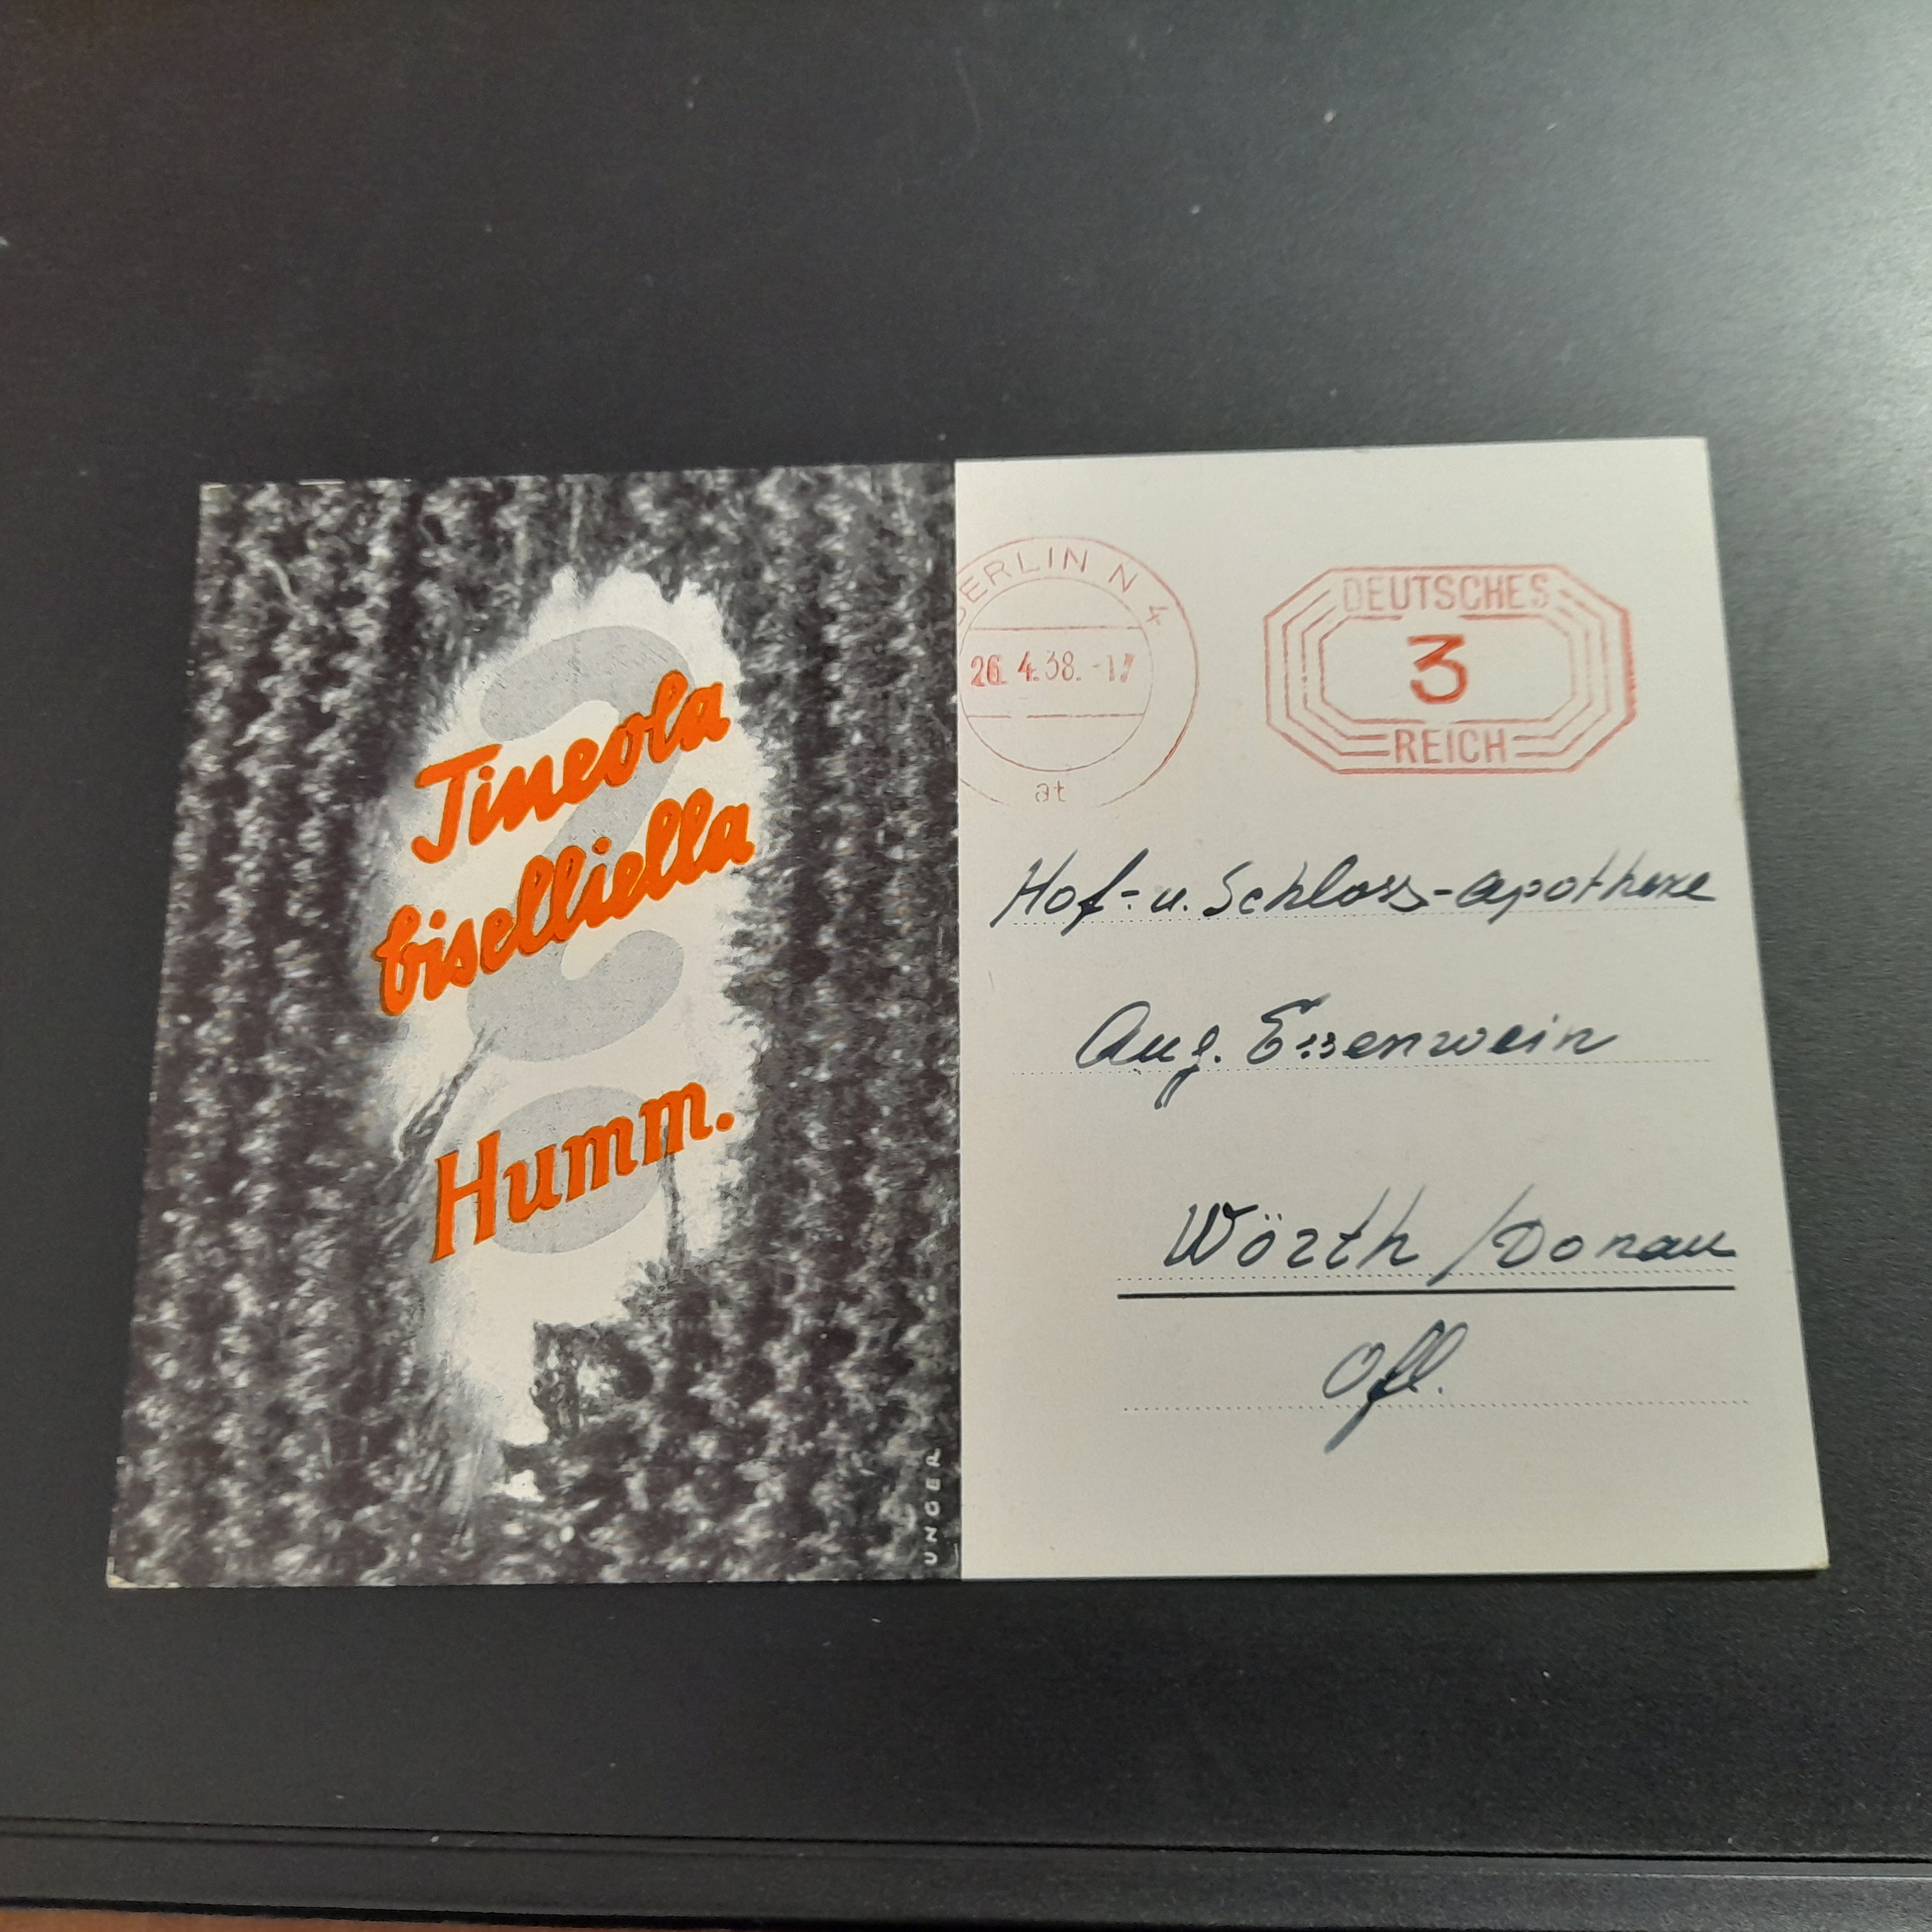 Tineola
bisselliella
Humm.
UNGER
BERLIN N 4
26.4.38.-17
at
DEUTSCHES
3
REICH
Hof- u. Schloss-Apotheke
Aug. Essenwein
Wörth /Donau